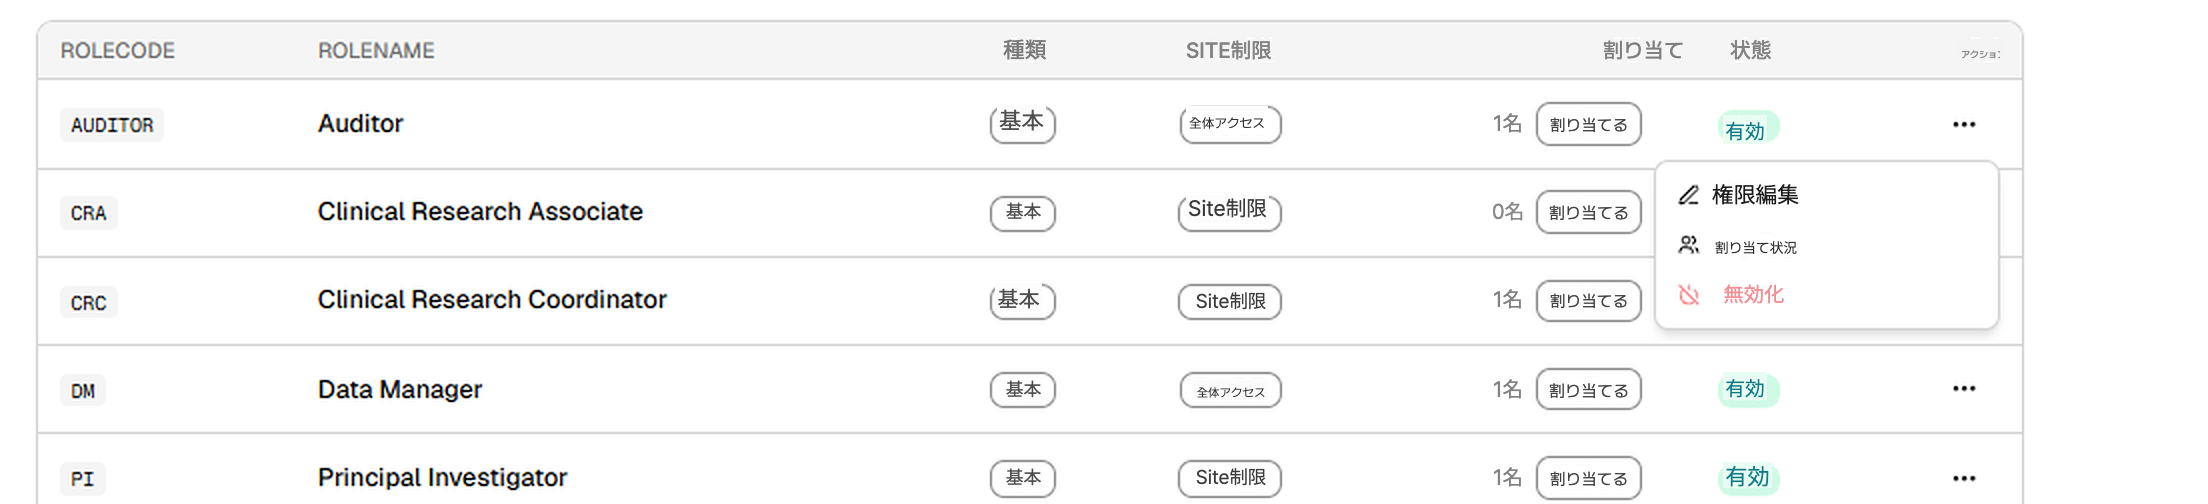 ROLECODE ROLENAME 種類 SITE制限 割り当て 状態 アクショ
AUDITOR Auditor 基本 全体アクセス 1名 割り当てる 有効
CRA Clinical Research Associate 基本 Site制限 0名 割り当てる
権限編集
割り当て状況
CRC Clinical Research Coordinator 基本 Site制限 1名 割り当てる
無効化
DM Data Manager 基本 全体アクセス 1名 割り当てる 有効
PI Principal Investigator 基本 Site制限 1名 割り当てる 有効